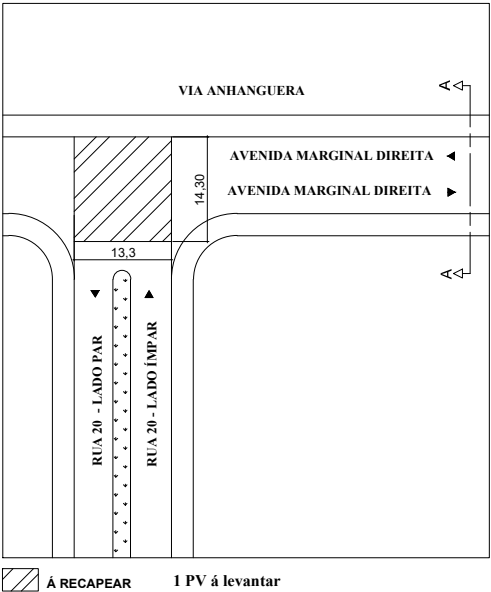 VIA ANHANGUERA
A
AVENIDA MARGINAL DIREITA
AVENIDA MARGINAL DIREITA
14,30
13,3
A
RUA 20 - LADO PAR
RUA 20 - LADO ÍMPAR
Á RECAPEAR
1 PV á levantar